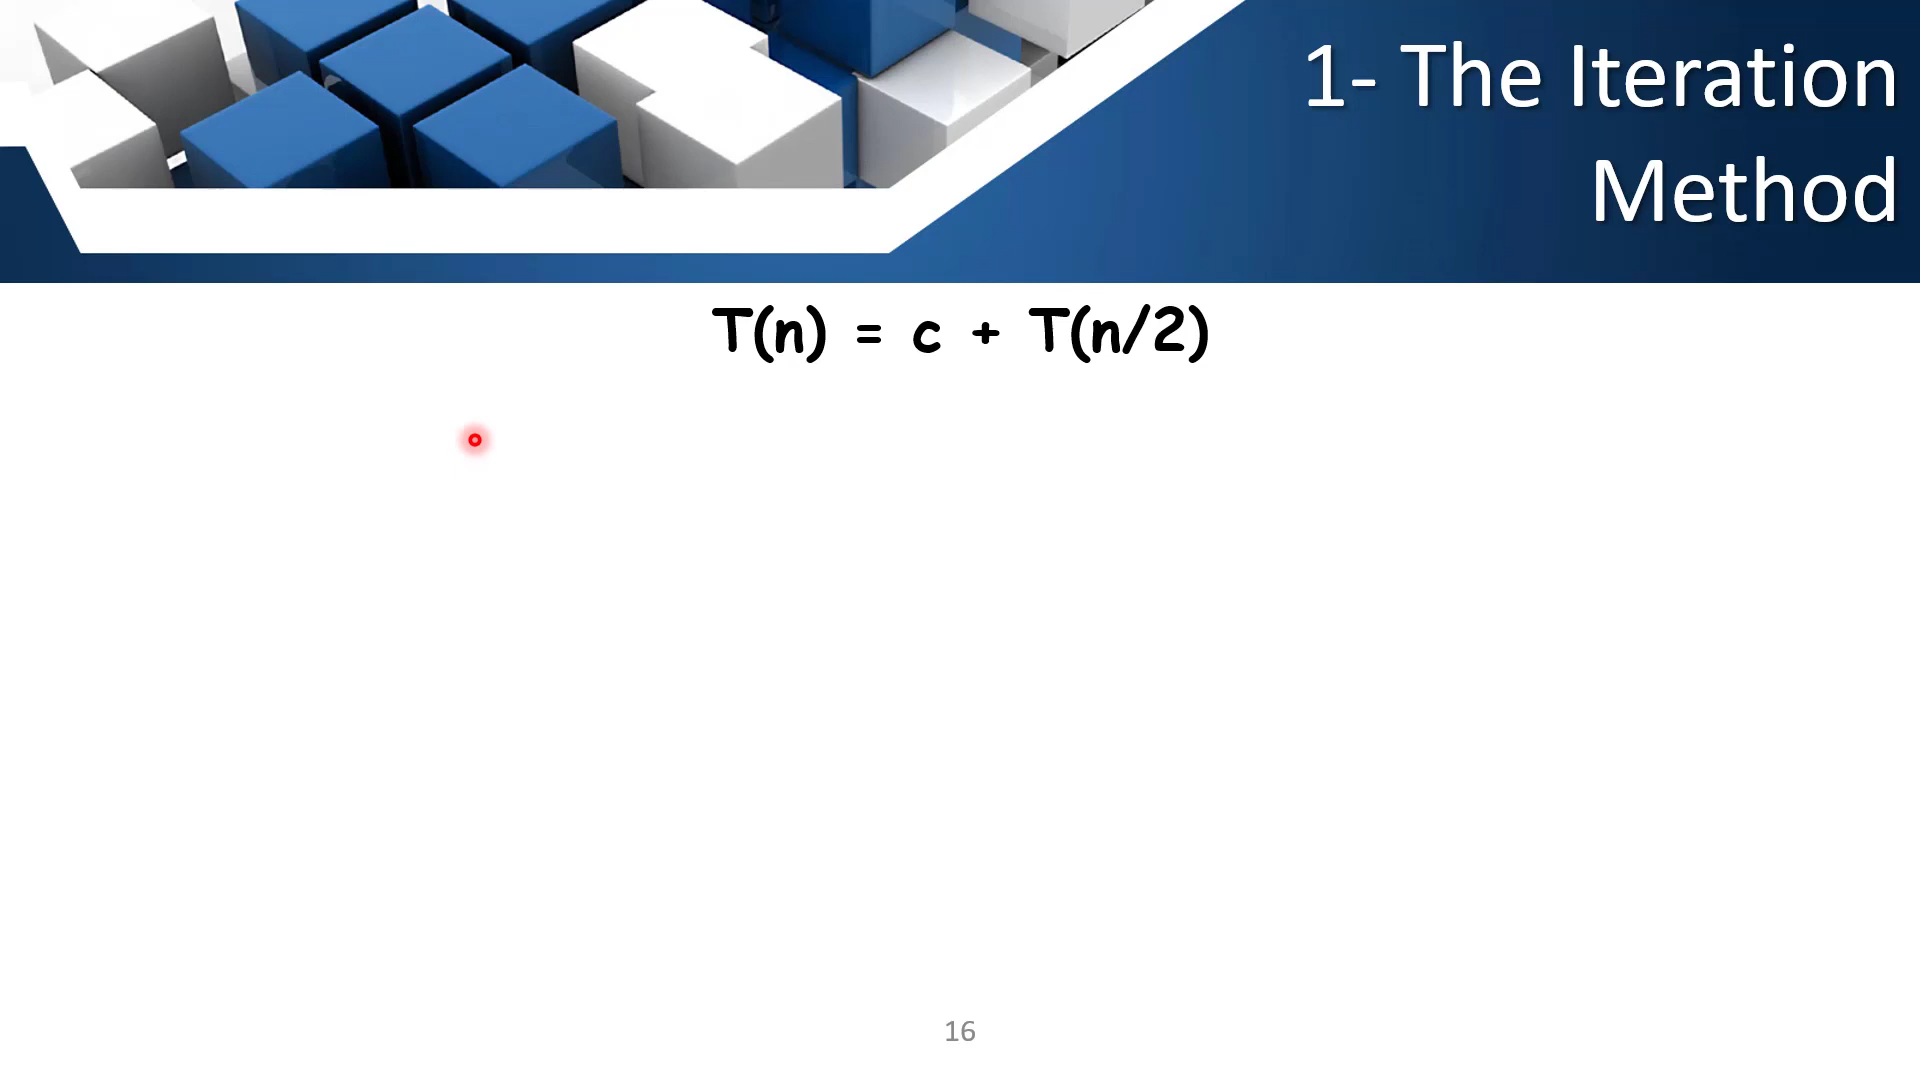 1- The Iteration
Method
T(n) = c + T(n/2)
16